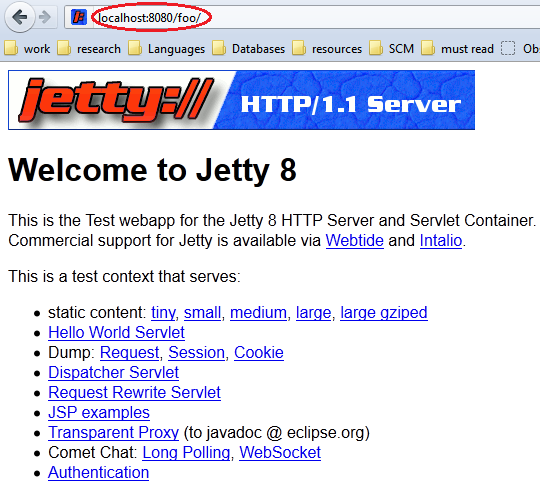 localhost:8080/foo/
work research Languages Databases resources SCM must read Obs
jetty:// HTTP/1.1 Server
Welcome to Jetty 8
This is the Test webapp for the Jetty 8 HTTP Server and Servlet Container.
Commercial support for Jetty is available via Webtide and Intalio.
This is a test context that serves:
• static content: tiny, small, medium, large, large gziped
• Hello World Servlet
• Dump: Request, Session, Cookie
• Dispatcher Servlet
• Request Rewrite Servlet
• JSP examples
• Transparent Proxy (to javadoc @ eclipse.org)
• Comet Chat: Long Polling, WebSocket
• Authentication